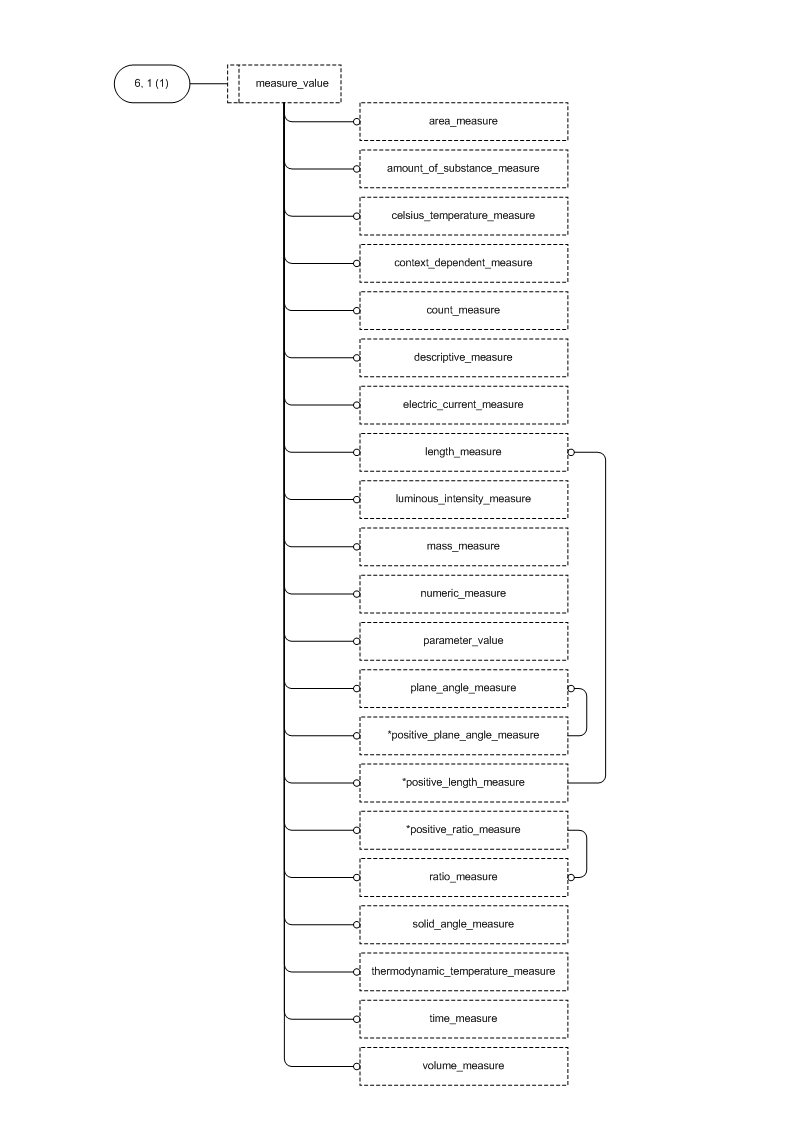 6, 1 (1)
measure_value
area_measure
amount_of_substance_measure
celsius_temperature_measure
context_dependent_measure
count_measure
descriptive_measure
electric_current_measure
length_measure
luminous_intensity_measure
mass_measure
numeric_measure
parameter_value
plane_angle_measure
*positive_plane_angle_measure
*positive_length_measure
*positive_ratio_measure
ratio_measure
solid_angle_measure
thermodynamic_temperature_measure
time_measure
volume_measure